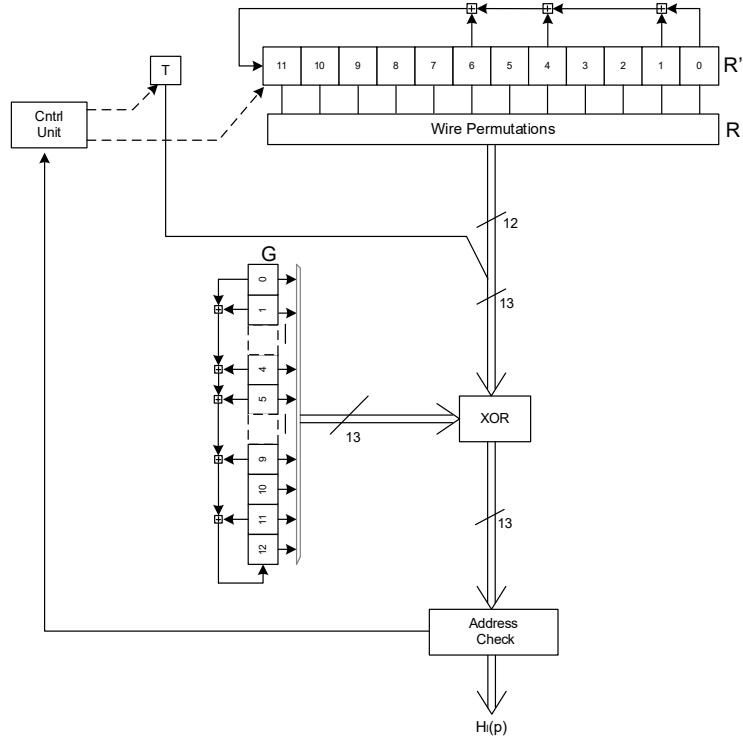 11 10 9 8 7 6 5 4 3 2 1 0 R'
T
Cntrl
Unit
Wire Permutations R
12
G
13
0
1
4
5
XOR
13
9
10
11
13
12
Address
Check
Hl(p)